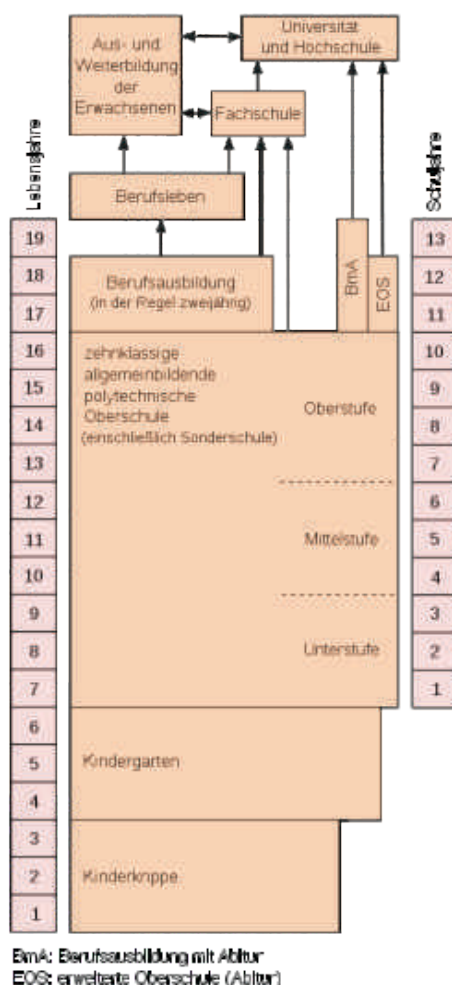 Aus- und
Weiterbildung
der
Erwachsenen
Universität
und Hochschule
Fachschule
Berufsleben
Lebensjahre
Schuljahre
19
18
17
16
15
14
13
12
11
10
9
8
7
6
5
4
3
2
1
13
12
11
10
9
8
7
6
5
4
3
2
1
Berufsausbildung
(in der Regel zweijährig)
BmA
EOS
zehnklassige
allgemeinbildende
polytechnische
Oberschule
(einschließlich Sonderschule)
Oberstufe
Mittelstufe
Unterstufe
Kindergarten
Kinderkrippe
BmA: Berufsausbildung mit Abitur
EOS: erweiterte Oberschule (Abitur)